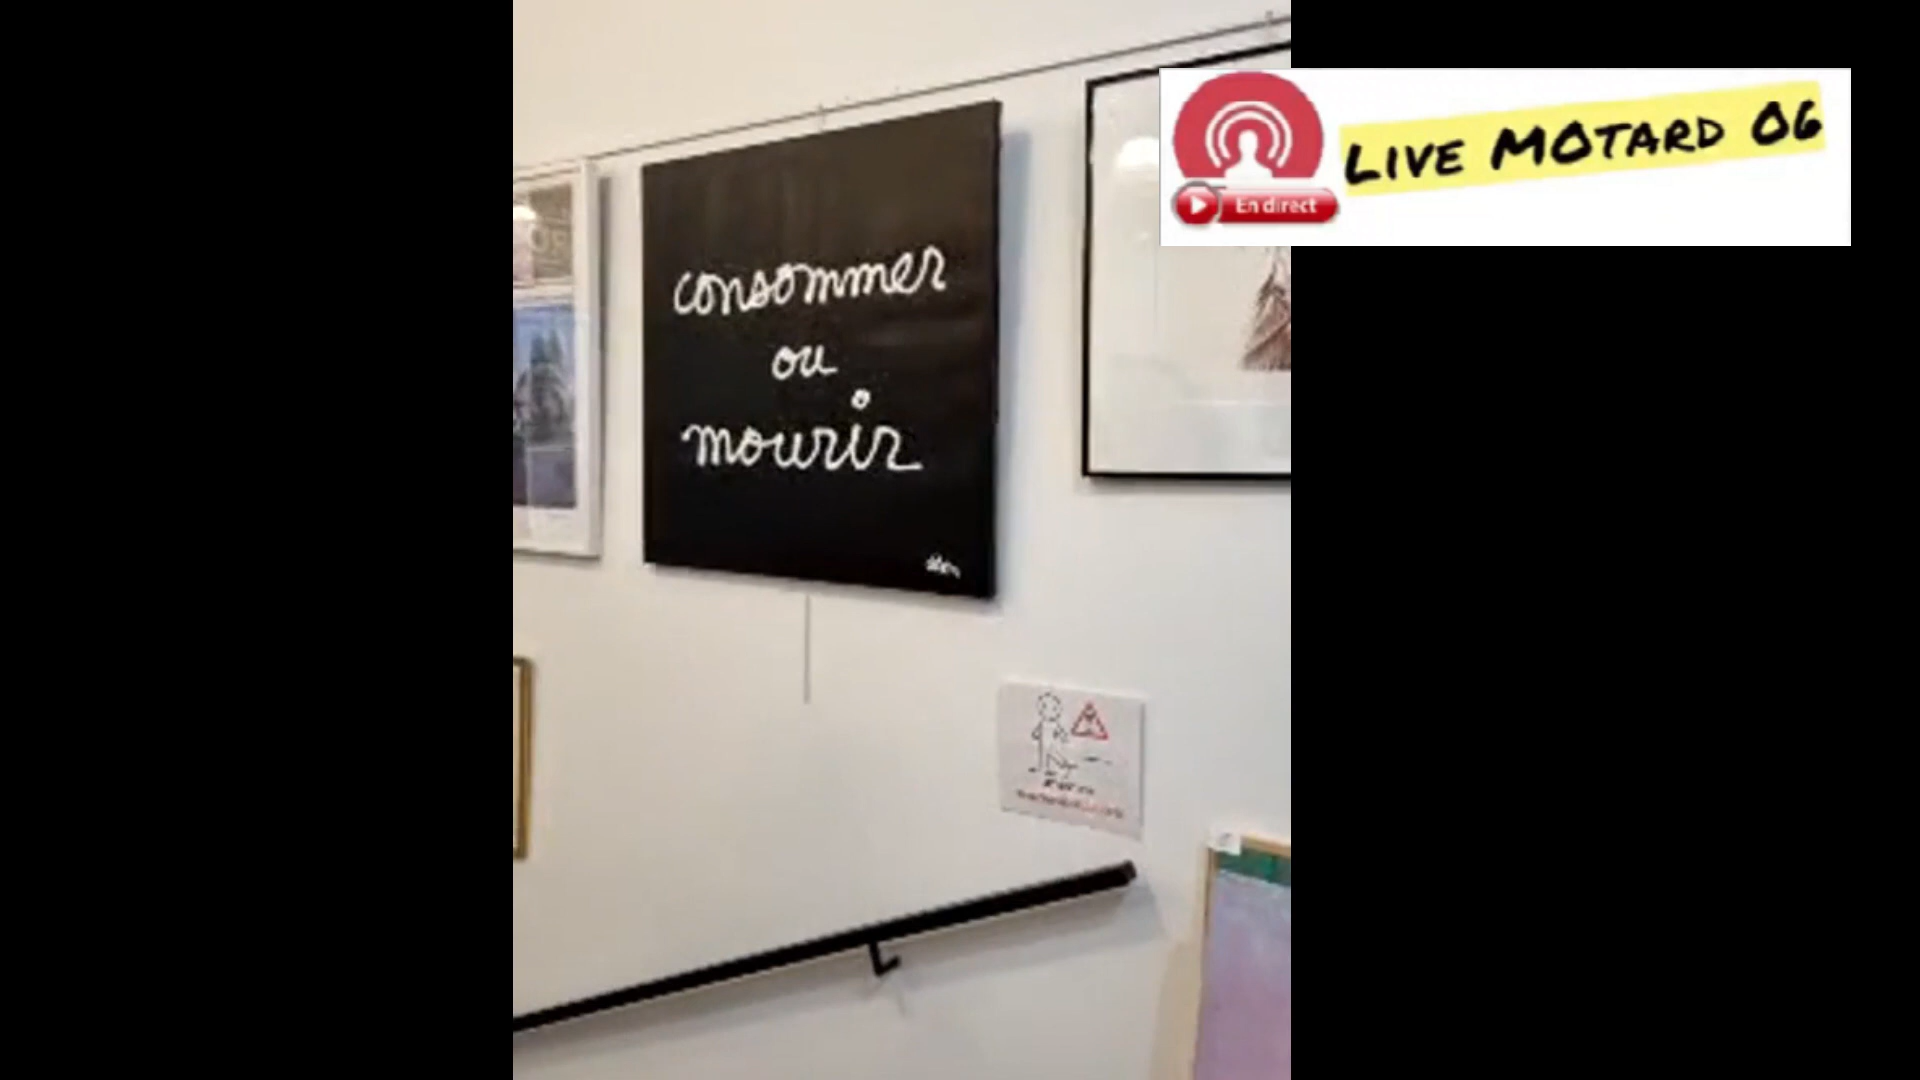 consommer
ou
mourir
LIVE MOTARD 06
En direct